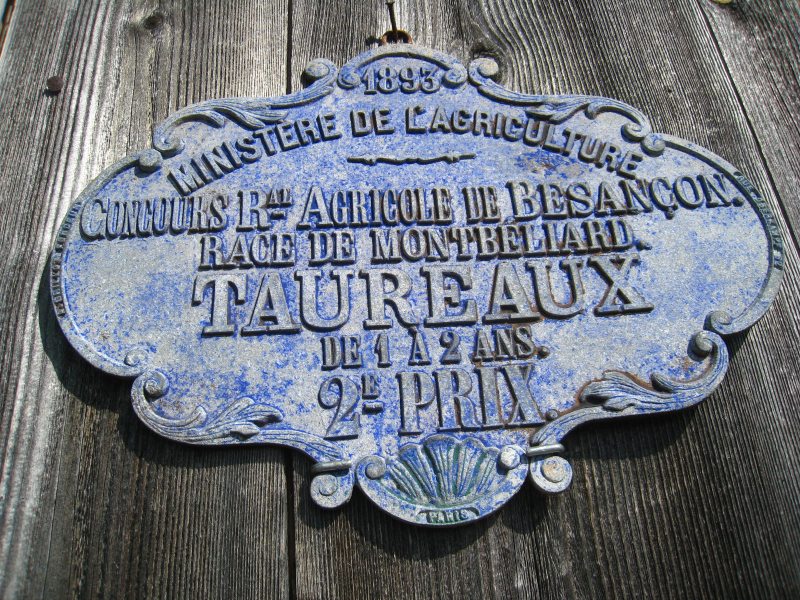 1893
MINISTERE DE L'AGRICULTURE
CONCOURS RAL AGRICOLE DE BESANÇON.
RACE DE MONTBELIARD.
TAUREAUX
DE 1 À 2 ANS.
2E PRIX.